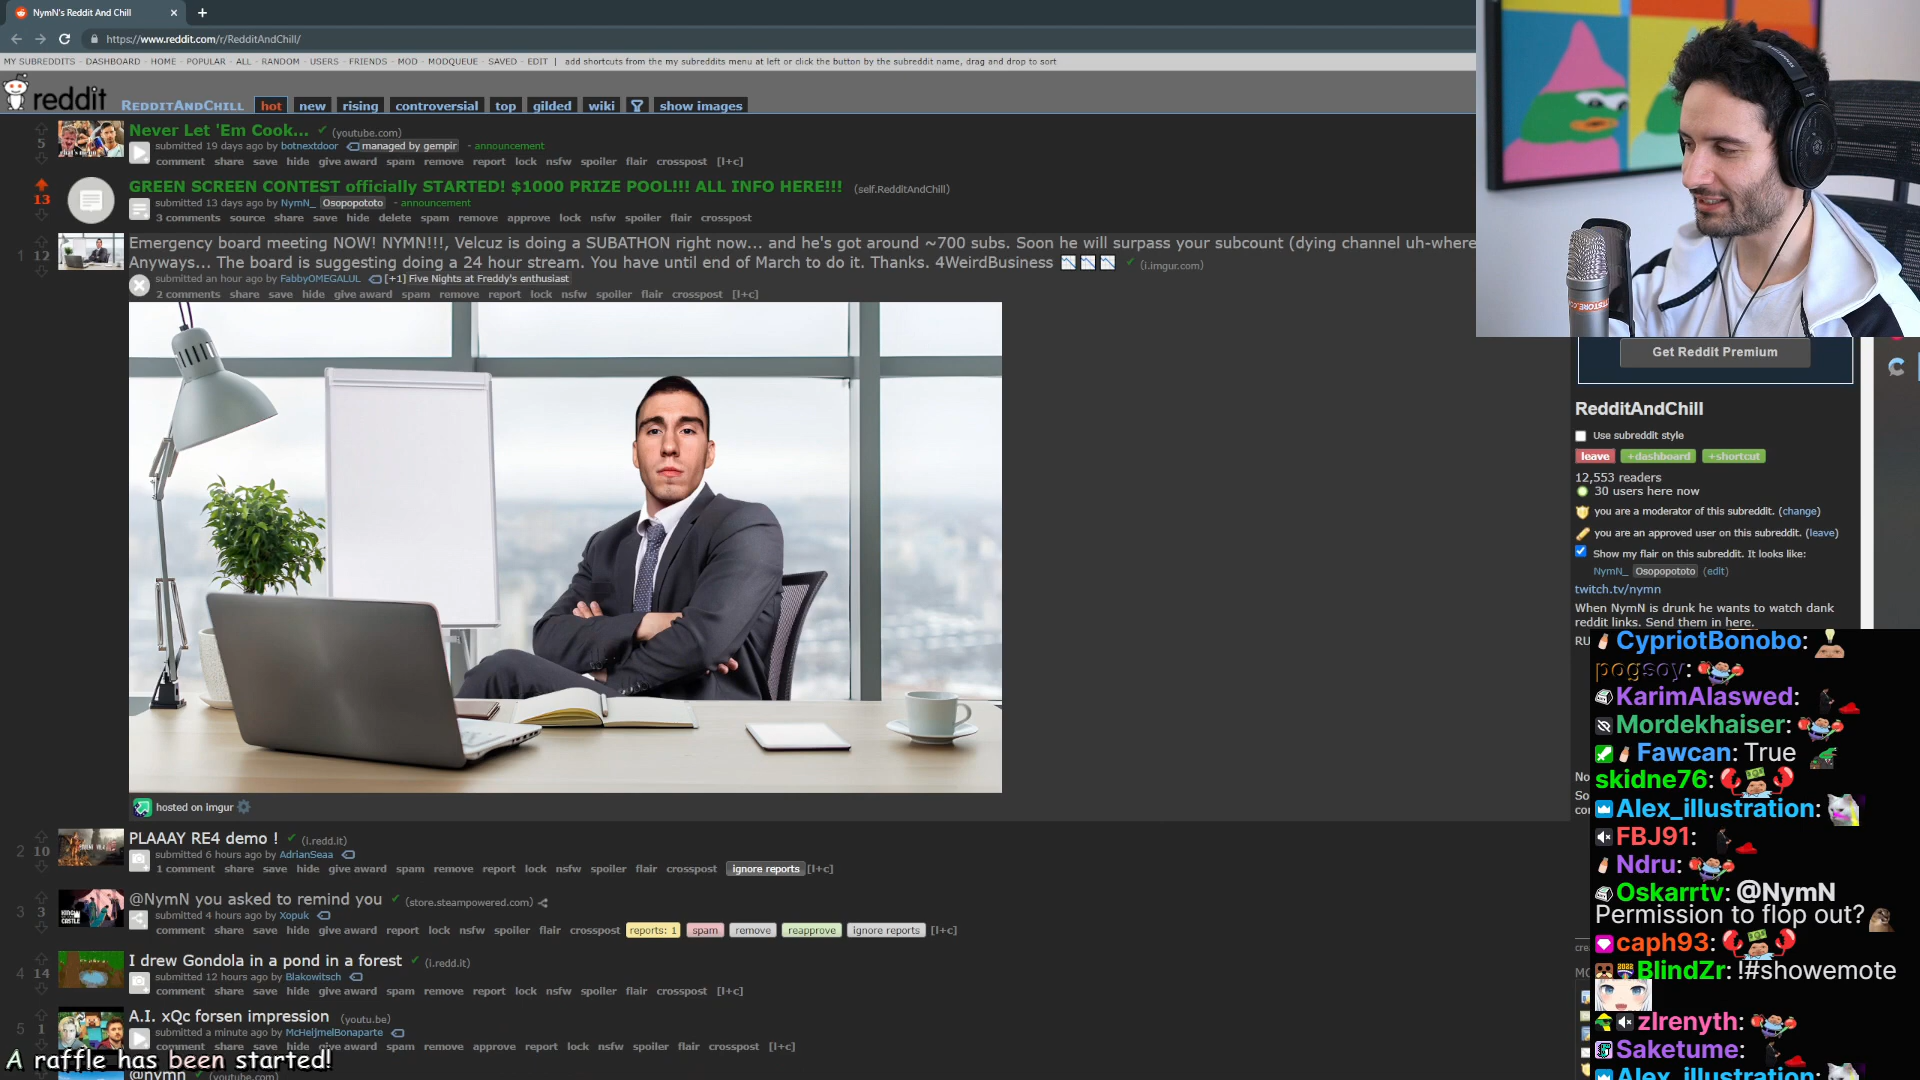 NymN's Reddit And Chill
https://www.reddit.com/r/RedditAndChill/
MY SUBREDDITS - DASHBOARD - HOME - POPULAR - ALL - RANDOM - USERS - FRIENDS - MOD - MODQUEUE - SAVED - EDIT | add shortcuts from the my subreddits menu at left or click the button by the subreddit name, drag and drop to sort
reddit REDDITANDCHILL hot new rising controversial top gilded wiki show images
Never Let 'Em Cook... (youtube.com)
5 submitted 19 days ago by botnextdoor managed by gempir - announcement
comment share save hide give award spam remove report lock nsfw spoiler flair crosspost [l+c]
GREEN SCREEN CONTEST officially STARTED! $1000 PRIZE POOL!!! ALL INFO HERE!!! (self.RedditAndChill)
13 submitted 13 days ago by NymN_ Osopopototo - announcement
3 comments source share save hide delete spam remove approve lock nsfw spoiler flair crosspost
Emergency board meeting NOW! NYMN!!!, Velcuz is doing a SUBATHON right now... and he's got around ~700 subs. Soon he will surpass your subcount (dying channel uh-where
1 12 Anyways... The board is suggesting doing a 24 hour stream. You have until end of March to do it. Thanks. 4WeirdBusiness (i.imgur.com)
submitted an hour ago by FabbyOMEGALUL [+1] Five Nights at Freddy's enthusiast
2 comments share save hide give award spam remove report lock nsfw spoiler flair crosspost [l+c]
hosted on imgur
PLAAAY RE4 demo ! (i.redd.it)
2 10 submitted 6 hours ago by AdrianSeaa
1 comment share save hide give award spam remove report lock nsfw spoiler flair crosspost ignore reports [l+c]
@NymN you asked to remind you (store.steampowered.com)
3 3 submitted 4 hours ago by Xopuk
comment share save hide give award report lock nsfw spoiler flair crosspost reports: 1 spam remove reapprove ignore reports [l+c]
I drew Gondola in a pond in a forest (i.redd.it)
4 14 submitted 12 hours ago by Blakowitsch
comment share save hide give award spam remove report lock nsfw spoiler flair crosspost [l+c]
A.I. xQc forsen impression (youtu.be)
5 1 submitted a minute ago by McHeijmelBonaparte
comment share save hide give award spam remove approve report lock nsfw spoiler flair crosspost [l+c]
A raffle has been started!
@nymn (youtube.com)
Get Reddit Premium
RedditAndChill
Use subreddit style
leave +dashboard +shortcut
12,553 readers
30 users here now
you are a moderator of this subreddit. (change)
you are an approved user on this subreddit. (leave)
Show my flair on this subreddit. It looks like:
NymN_ Osopopototo (edit)
twitch.tv/nymn
When NymN is drunk he wants to watch dank
reddit links. Send them in here.
RU
No
So
CypriotBonobo:
pogsoy:
KarimAlaswed:
Mordekhaiser:
Fawcan: True
skidne76:
Alex_illustration:
FBJ91:
Ndru:
Oskarrtv: @NymN
Permission to flop out?
caph93:
BlindZr: !#showemote
zlrenyth:
Saketume:
Alex_illustration: